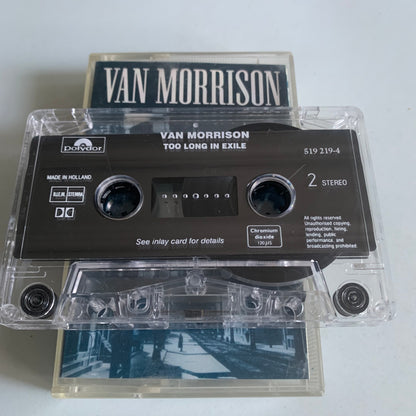 VAN MORRISON
VAN MORRISON
TOO LONG IN EXILE
polydor
519 219-4
MADE IN HOLLAND
STEMRA
2 STEREO
See inlay card for details
Chromium
dioxide
120 µS
All rights reserved.
Unauthorised copying,
reproduction, hiring,
lending, public
performance, and
broadcasting prohibited